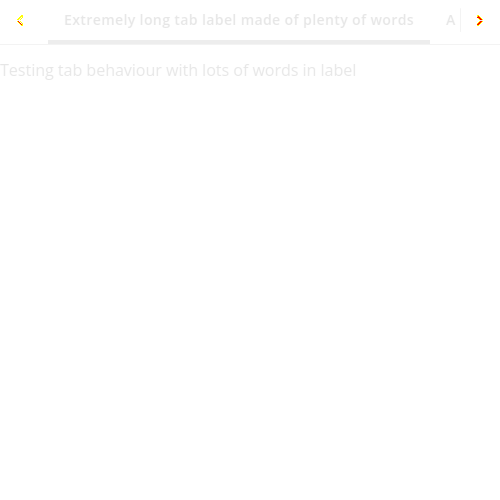 Extremely long tab label made of plenty of words A
Testing tab behaviour with lots of words in label